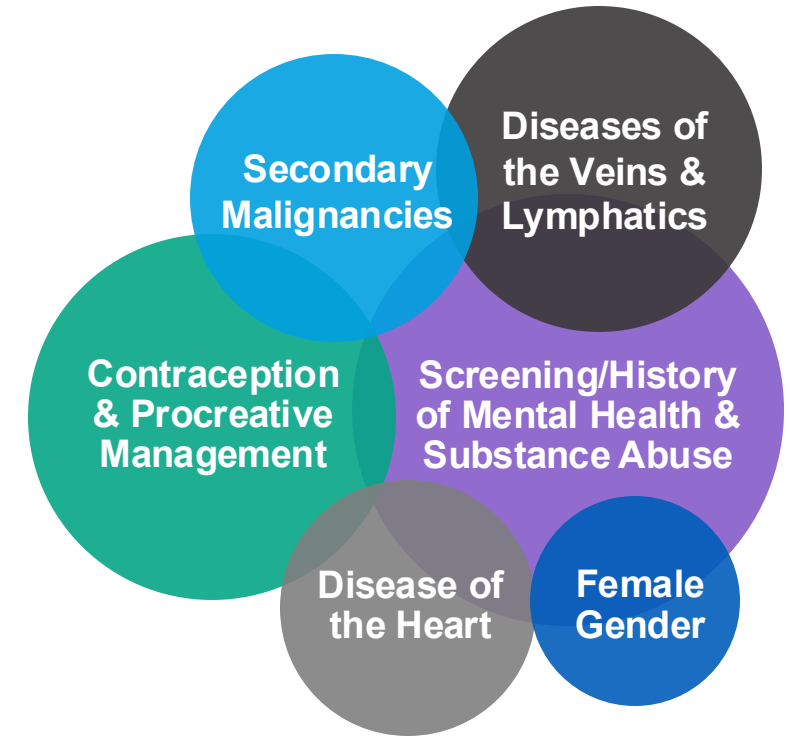 Secondary
Malignancies
Diseases of
the Veins &
Lymphatics
Contraception
& Procreative
Management
Screening/History
of Mental Health &
Substance Abuse
Disease of
the Heart
Female
Gender